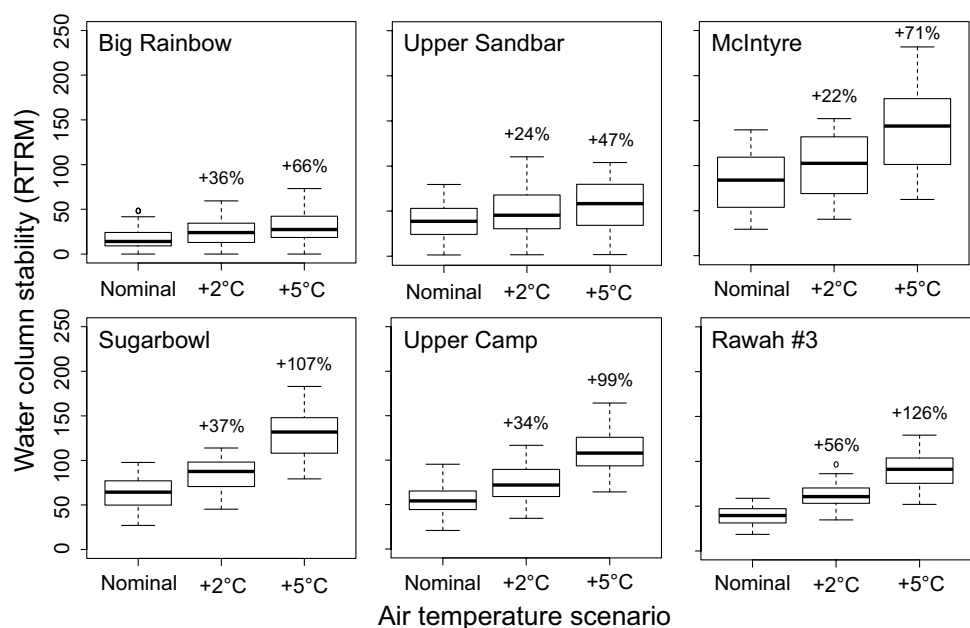 Water column stability (RTRM)
250
200
150
100
50
0
Big Rainbow
+36%
+66%
Nominal +2°C +5°C
Upper Sandbar
+24%
+47%
Nominal +2°C +5°C
McIntyre
+71%
+22%
Nominal +2°C +5°C
250
200
150
100
50
0
Sugarbowl
+107%
+37%
Nominal +2°C +5°C
Upper Camp
+99%
+34%
Nominal +2°C +5°C
Rawah #3
+126%
+56%
Nominal +2°C +5°C
Air temperature scenario